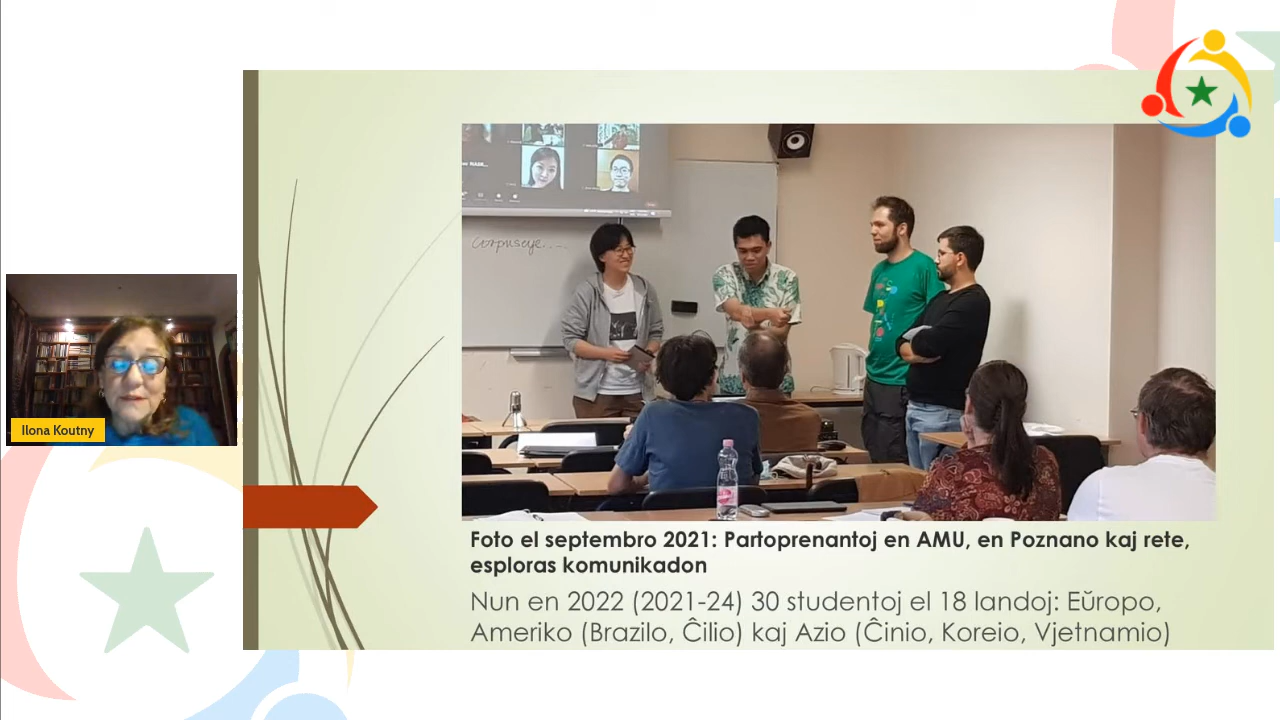 corpuseye....
Ilona Koutny
Foto el septembro 2021: Partoprenantoj en AMU, en Poznano kaj rete,
esploras komunikadon
Nun en 2022 (2021-24) 30 studentoj el 18 landoj: Eŭropo,
Ameriko (Brazilo, Ĉilio) kaj Azio (Ĉinio, Koreio, Vjetnamio)